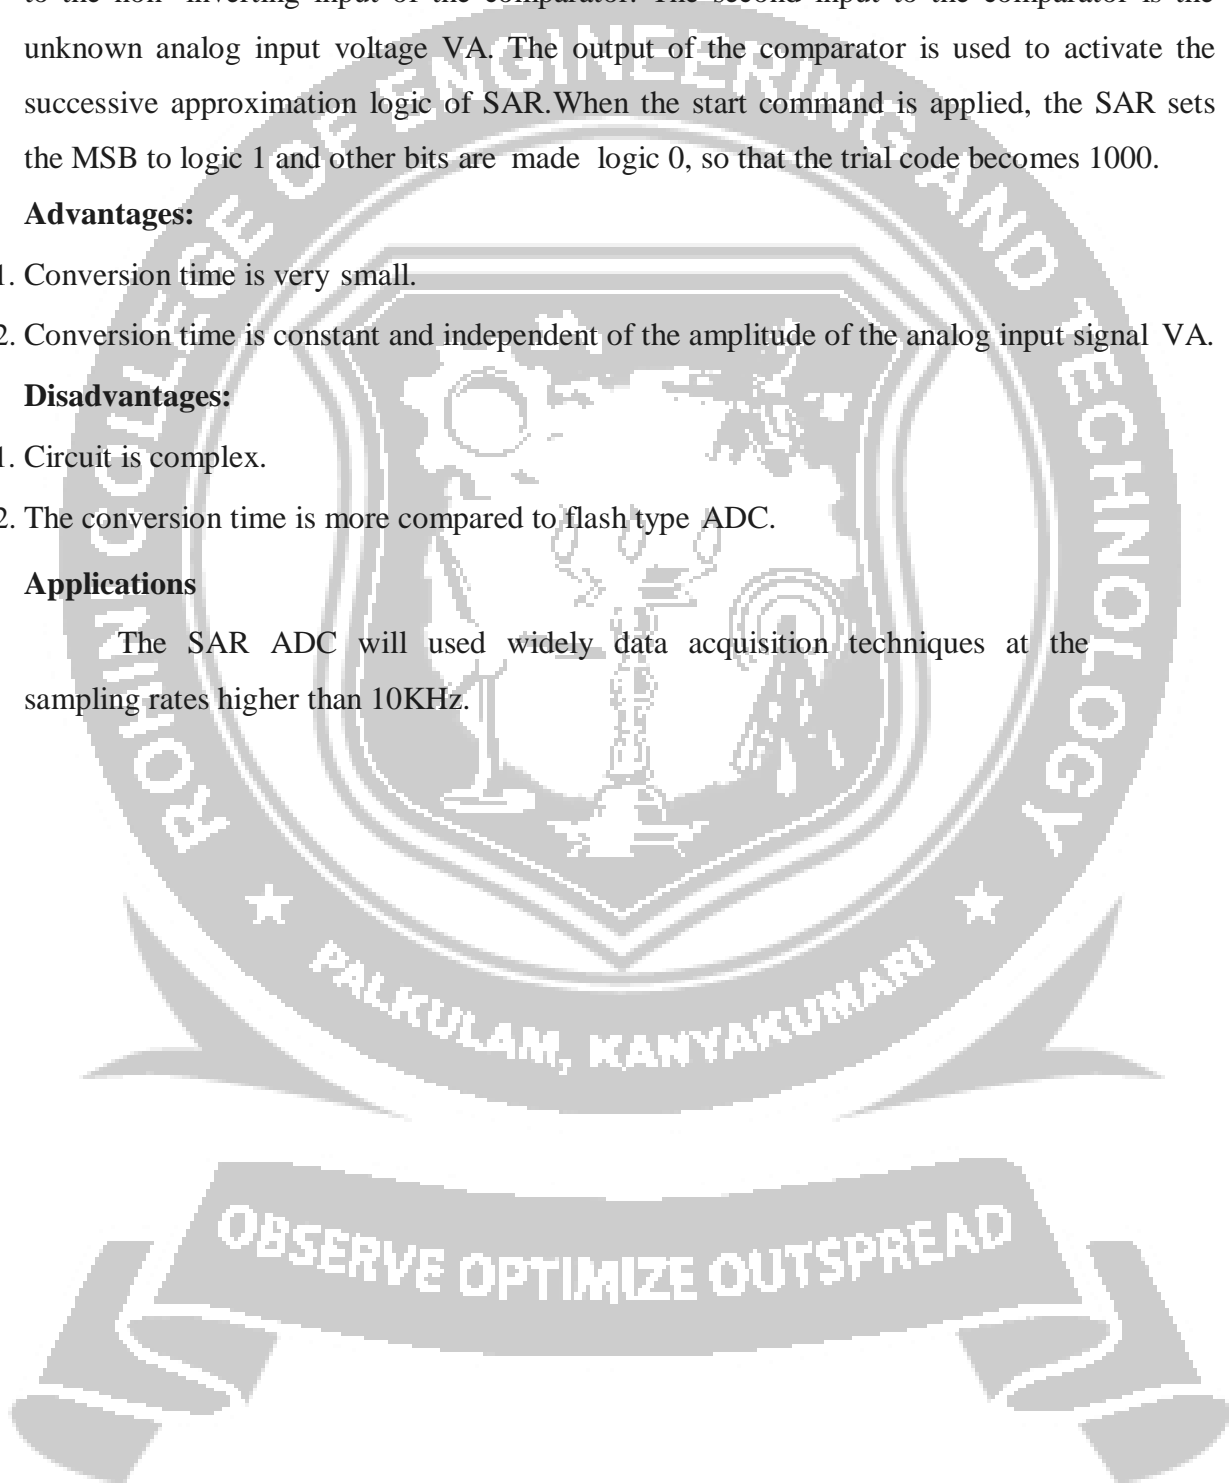 to the non- inverting input of the comparator. The second input to the comparator is the
unknown analog input voltage VA. The output of the comparator is used to activate the
successive approximation logic of SAR.When the start command is applied, the SAR sets
the MSB to logic 1 and other bits are made logic 0, so that the trial code becomes 1000.
Advantages:
1. Conversion time is very small.
2. Conversion time is constant and independent of the amplitude of the analog input signal VA.
Disadvantages:
1. Circuit is complex.
2. The conversion time is more compared to flash type ADC.
Applications
The SAR ADC will used widely data acquisition techniques at the
sampling rates higher than 10KHz.
ROHINI COLLEGE OF ENGINEERING AND TECHNOLOGY
PALKULAM, KANYAKUMARI
OBSERVE OPTIMIZE OUTSPREAD